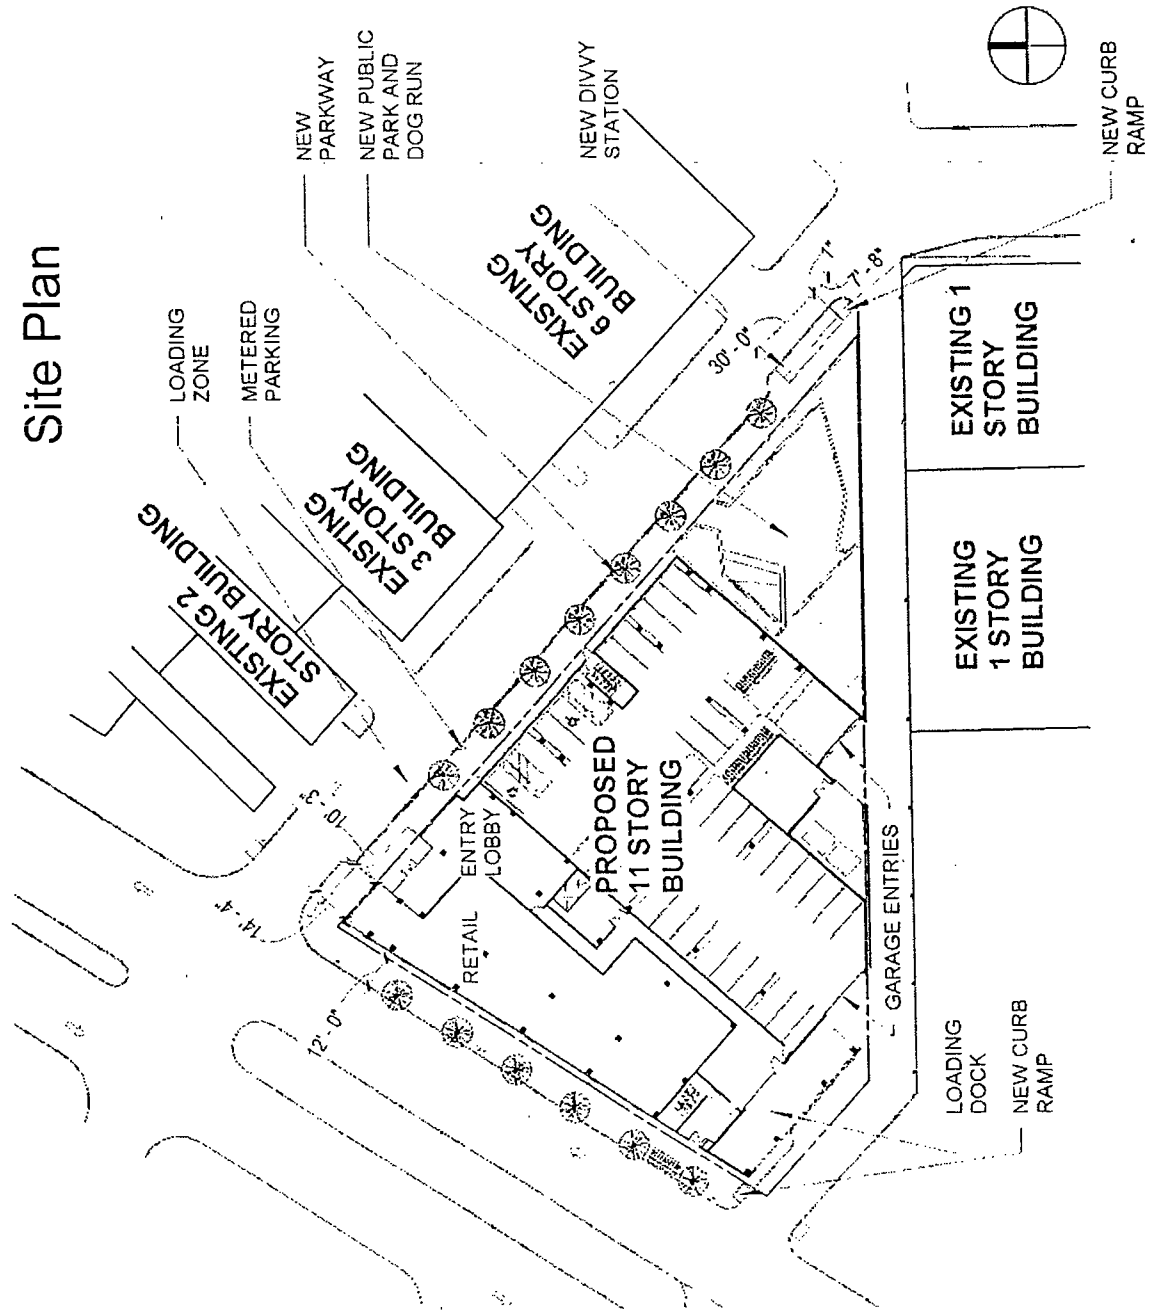 Site Plan
LOADING
ZONE
METERED
PARKING
NEW
PARKWAY
NEW PUBLIC
PARK AND
DOG RUN
NEW DIVVY
STATION
EXISTING 2
STORY BUILDING
EXISTING
3 STORY
BUILDING
EXISTING
6 STORY
BUILDING
10'-3"
14'-4"
12'-0"
30'-0"
1"
7'-8"
RETAIL
ENTRY
LOBBY
PROPOSED
11 STORY
BUILDING
GARAGE ENTRIES
LOADING
DOCK
NEW CURB
RAMP
EXISTING
1 STORY
BUILDING
EXISTING 1
STORY
BUILDING
NEW CURB
RAMP